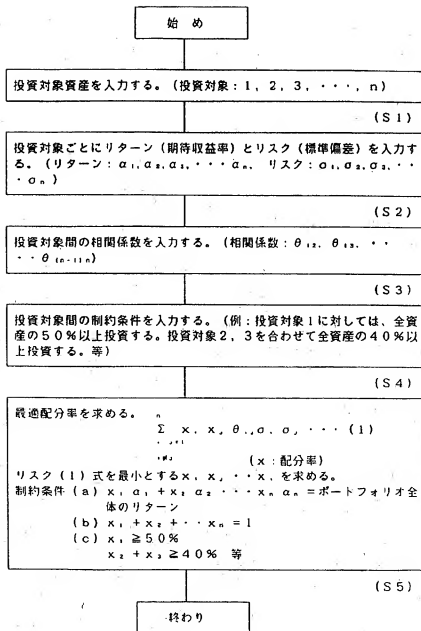 始 め
投資対象資産を入力する。(投資対象:1, 2, 3, ・・・, n)
(S1)
投資対象ごとにリターン(期待収益率)とリスク(標準偏差)を入力す
る。(リターン:α₁,α₂,α₃,・・・αn, リスク:σ₁,σ₂,σ₃,・・
・σn)
(S2)
投資対象間の相関係数を入力する。(相関係数:θ₁₂, θ₁₃, ・・
・・θ(n-1)n)
(S3)
投資対象間の制約条件を入力する。(例:投資対象1に対しては、全資
産の50%以上投資する。投資対象2, 3を合わせて全資産の40%以
上投資する。等)
(S4)
最適配分率を求める。 n
Σ x x θ σ σ ・・・(1)
(x:配分率)
リスク(1)式を最小とするx, x, ・・x, を求める。
制約条件(a) x₁ α₁ +x₂ α₂ ・・・xn αn =ポートフォリオ全
体のリターン
(b) x₁ +x₂ +・・xn =1
(c) x₁ ≧50%
x₂ +x₃ ≧40% 等
(S5)
終わり